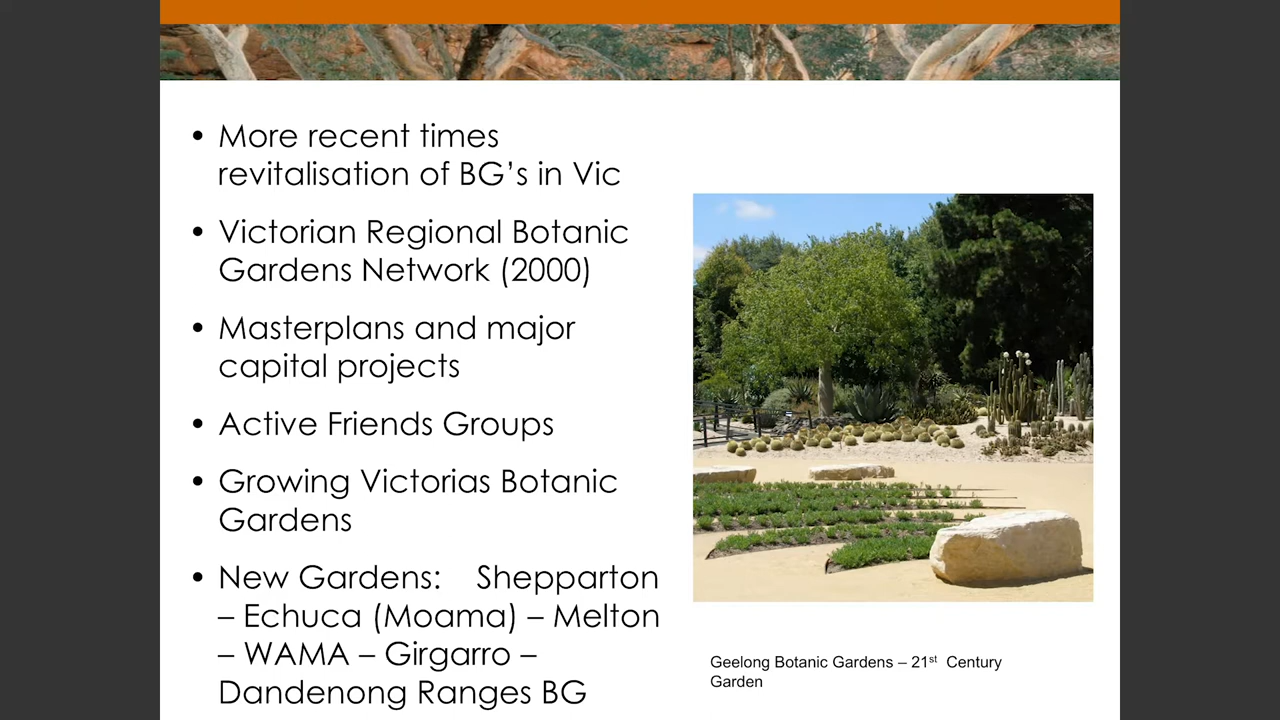 • More recent times
revitalisation of BG’s in Vic
• Victorian Regional Botanic
Gardens Network (2000)
• Masterplans and major
capital projects
• Active Friends Groups
• Growing Victorias Botanic
Gardens
• New Gardens: Shepparton
– Echuca (Moama) – Melton
– WAMA – Girgarro –
Dandenong Ranges BG
Geelong Botanic Gardens – 21st Century
Garden